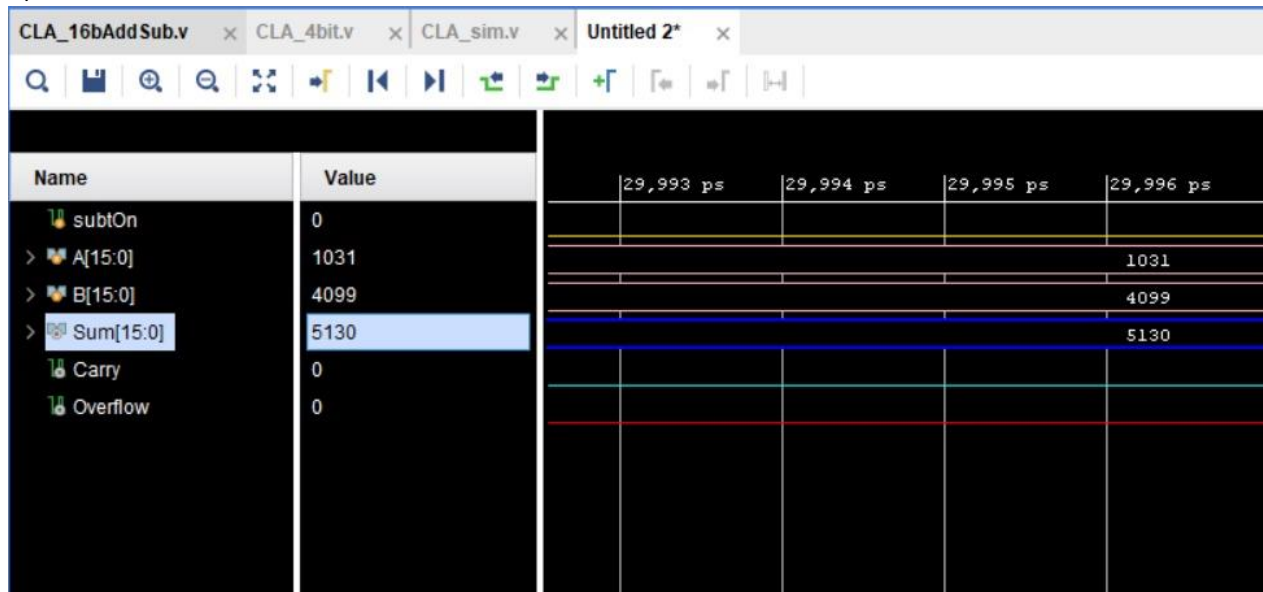 CLA_16bAddSub.v CLA_4bit.v CLA_sim.v Untitled 2*
Name Value 29,993 ps 29,994 ps 29,995 ps 29,996 ps
subtOn 0
A[15:0] 1031 1031
B[15:0] 4099 4099
Sum[15:0] 5130 5130
Carry 0
Overflow 0